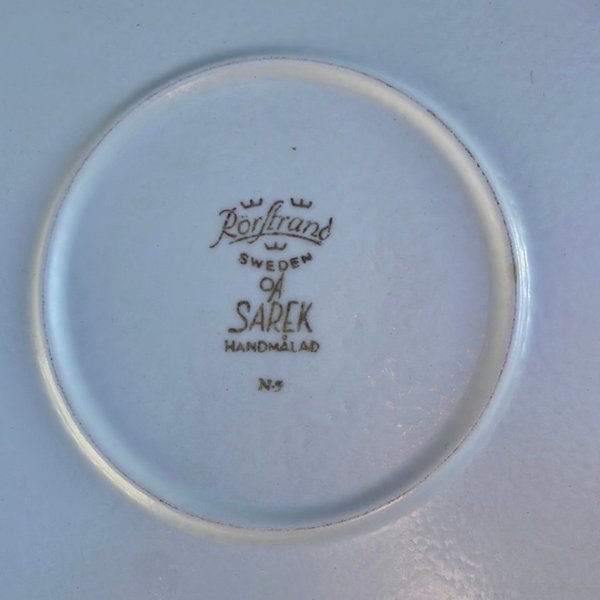 Rörstrand
SWEDEN
OA
SAREK
HANDMÅLAD
N-5